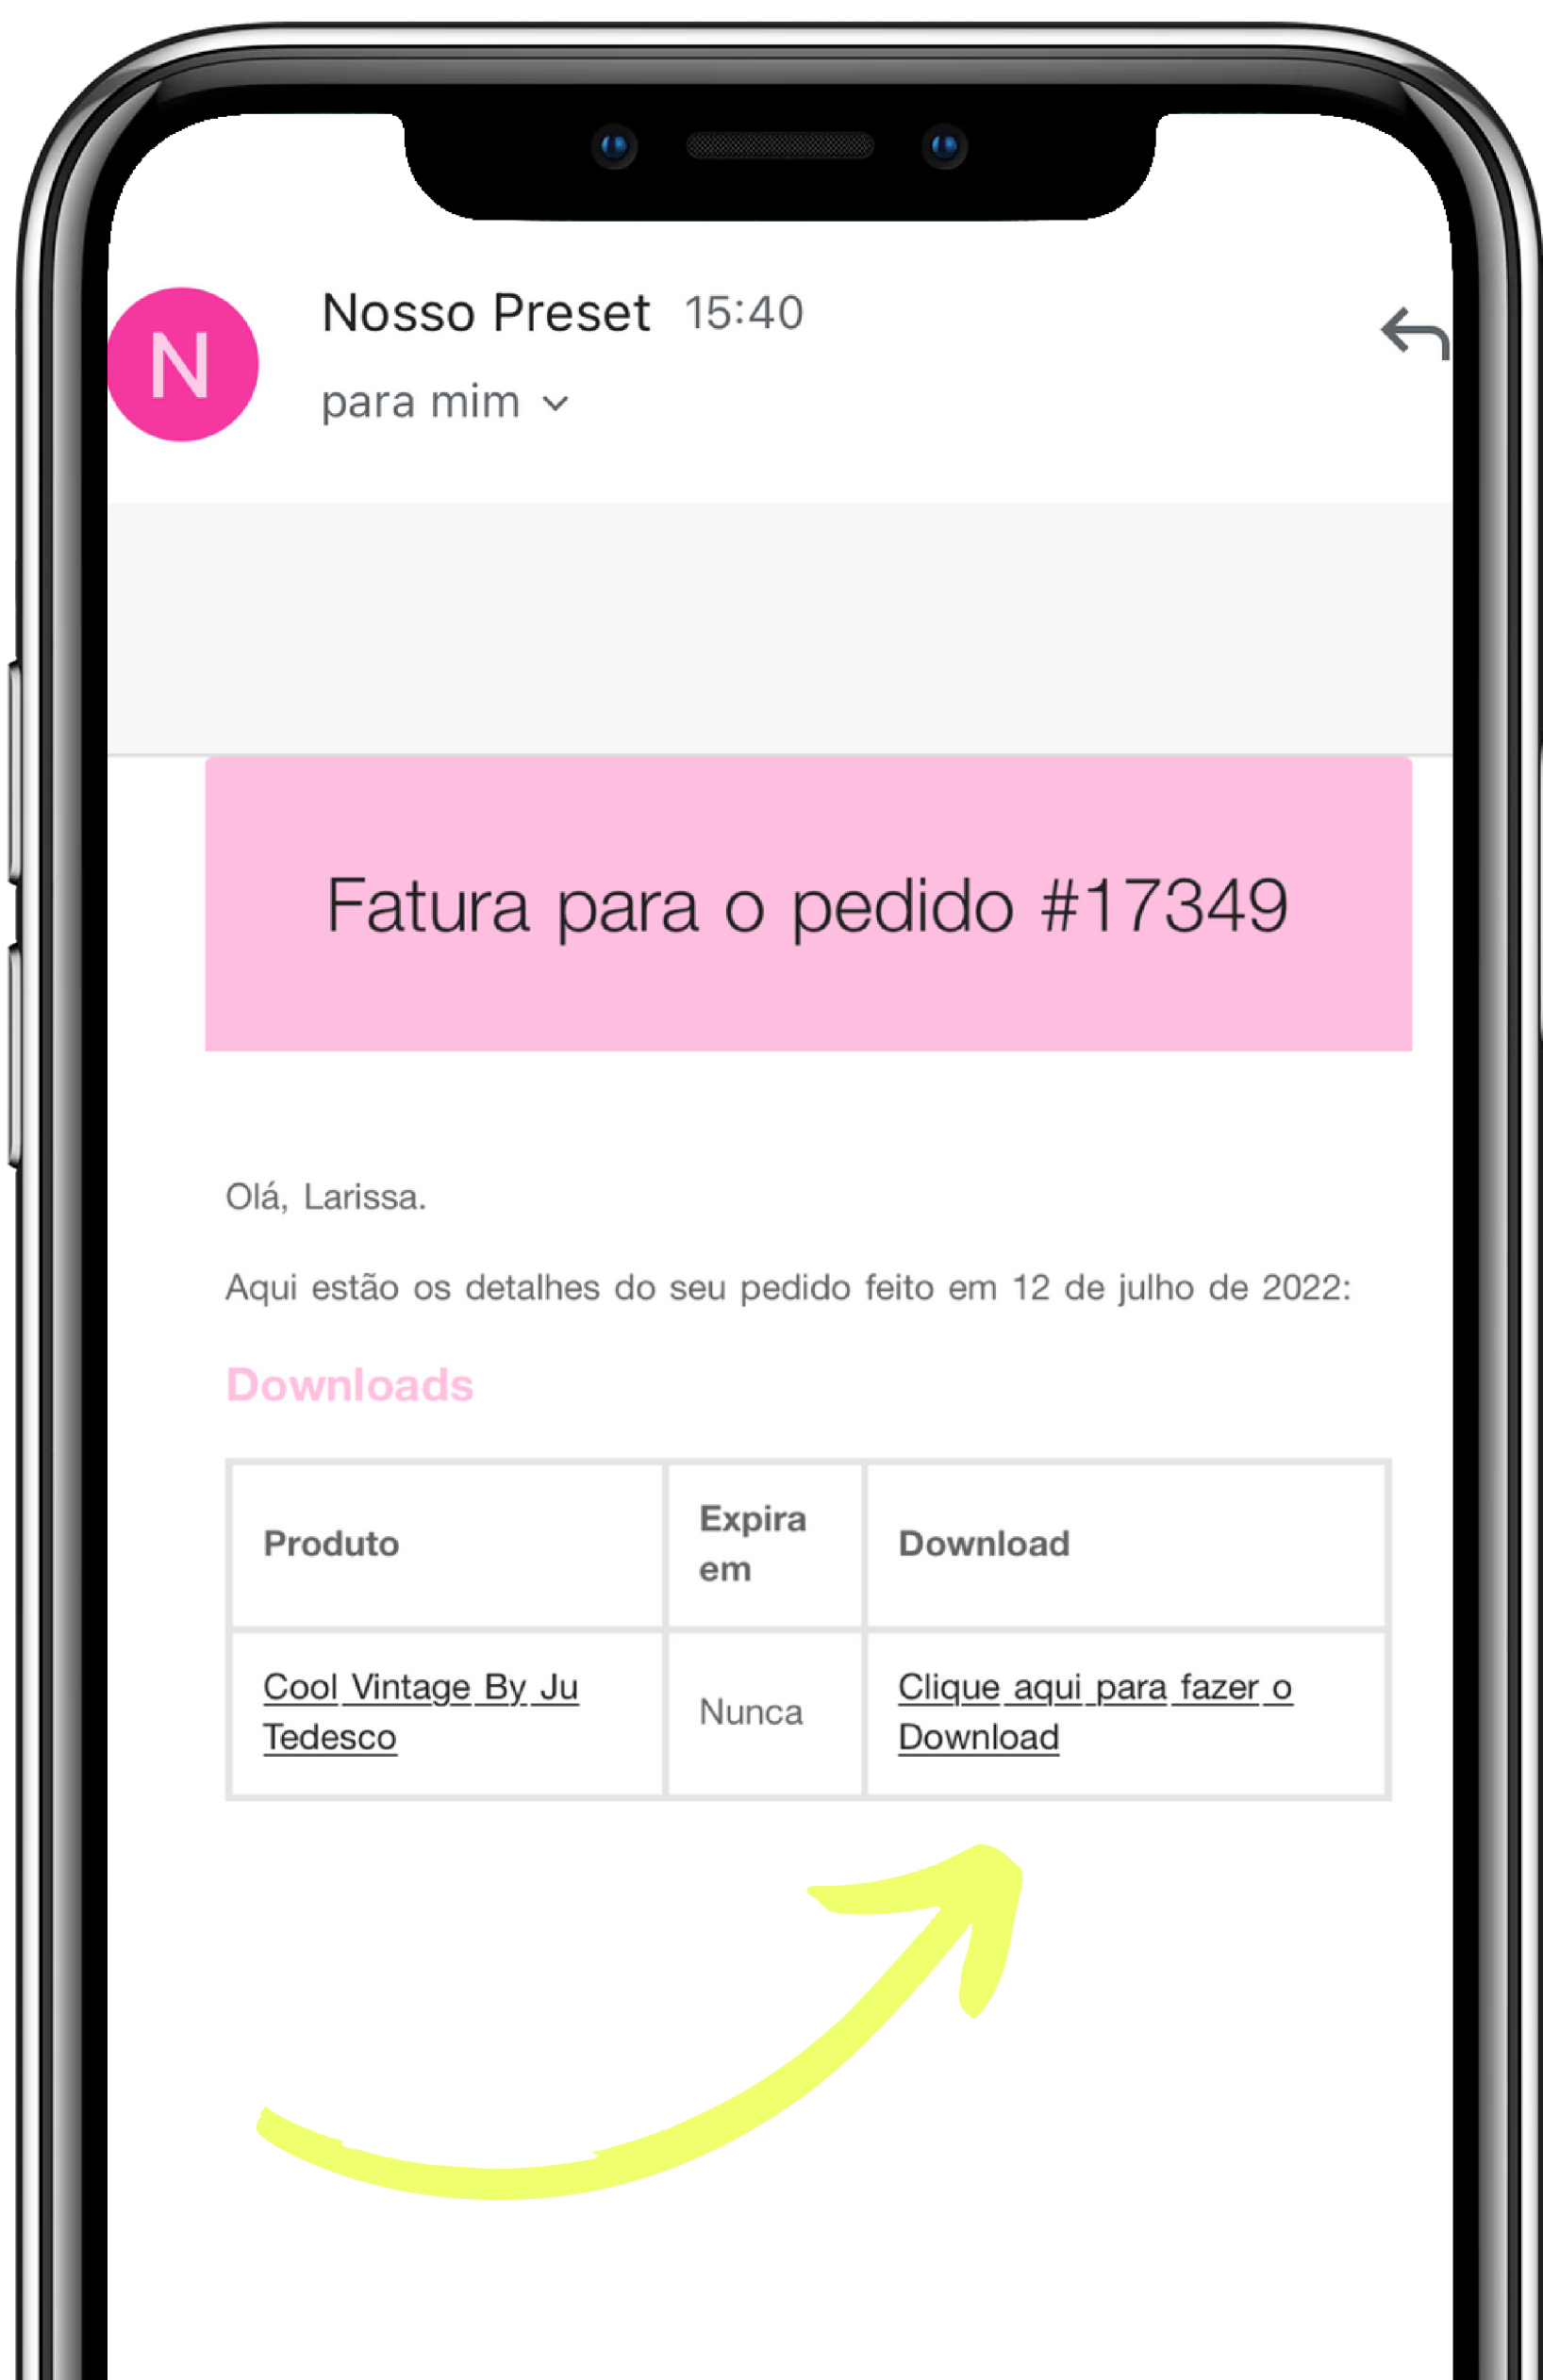 N
Nosso Preset 15:40
para mim
Fatura para o pedido #17349
Olá, Larissa.
Aqui estão os detalhes do seu pedido feito em 12 de julho de 2022:
Downloads
Produto
Expira
em
Download
Cool Vintage By Ju
Tedesco
Nunca
Clique aqui para fazer o
Download